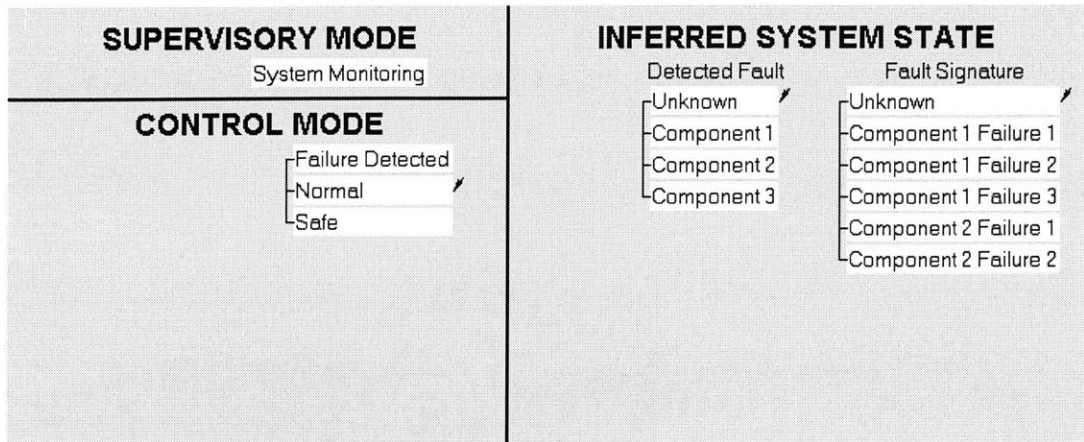 SUPERVISORY MODE
System Monitoring
CONTROL MODE
Failure Detected
Normal
Safe
INFERRED SYSTEM STATE
Detected Fault
Unknown
Component 1
Component 2
Component 3
Fault Signature
Unknown
Component 1 Failure 1
Component 1 Failure 2
Component 1 Failure 3
Component 2 Failure 1
Component 2 Failure 2